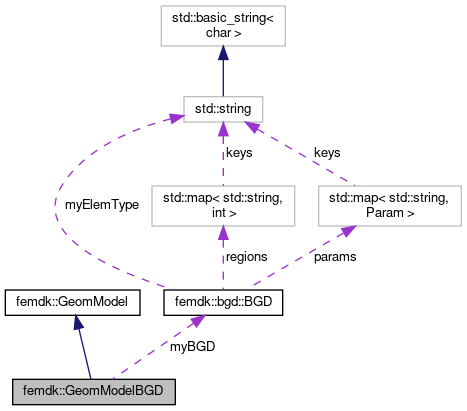 std::basic_string<
char >
std::string
keys
keys
myElemType
std::map< std::string,
int >
std::map< std::string,
Param >
regions
params
femdk::GeomModel
femdk::bgd::BGD
myBGD
femdk::GeomModelBGD